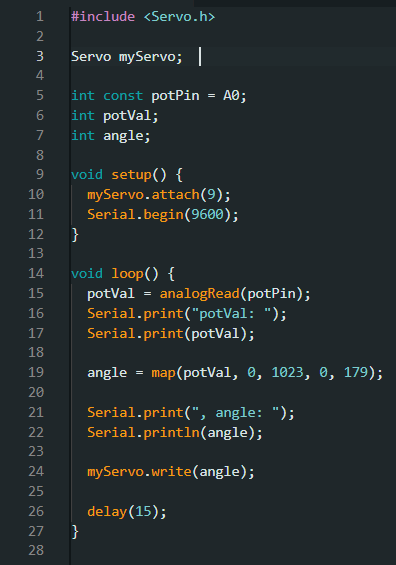 1 #include <Servo.h>
2
3 Servo myServo;
4
5 int const potPin = A0;
6 int potVal;
7 int angle;
8
9 void setup() {
10   myServo.attach(9);
11   Serial.begin(9600);
12 }
13
14 void loop() {
15   potVal = analogRead(potPin);
16   Serial.print("potVal: ");
17   Serial.print(potVal);
18
19   angle = map(potVal, 0, 1023, 0, 179);
20
21   Serial.print(", angle: ");
22   Serial.println(angle);
23
24   myServo.write(angle);
25
26   delay(15);
27 }
28